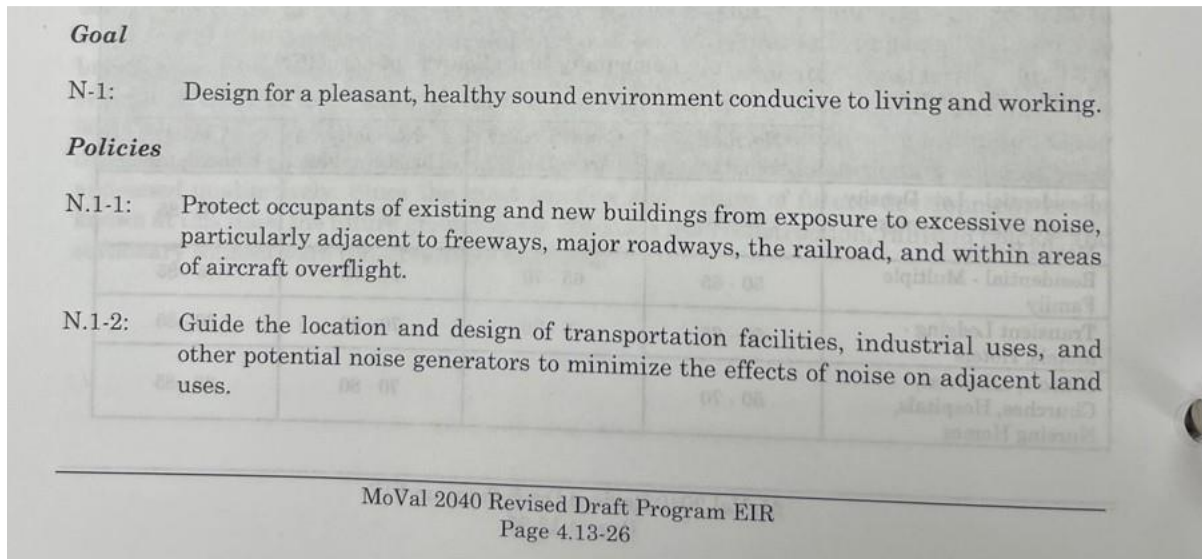 Goal
N-1: Design for a pleasant, healthy sound environment conducive to living and working.
Policies
N.1-1: Protect occupants of existing and new buildings from exposure to excessive noise,
particularly adjacent to freeways, major roadways, the railroad, and within areas
of aircraft overflight.
N.1-2: Guide the location and design of transportation facilities, industrial uses, and
other potential noise generators to minimize the effects of noise on adjacent land
uses.
MoVal 2040 Revised Draft Program EIR
Page 4.13-26